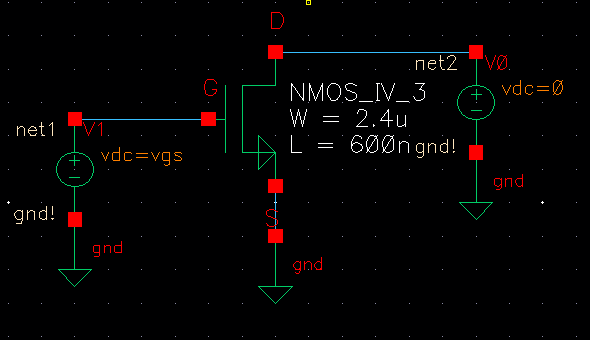 D
net2
V0
G
NMOS_IV_3
vdc=0
W = 2.4u
net1
V1
L = 600n
gnd!
vdc=vgs
gnd
S
gnd!
gnd
gnd